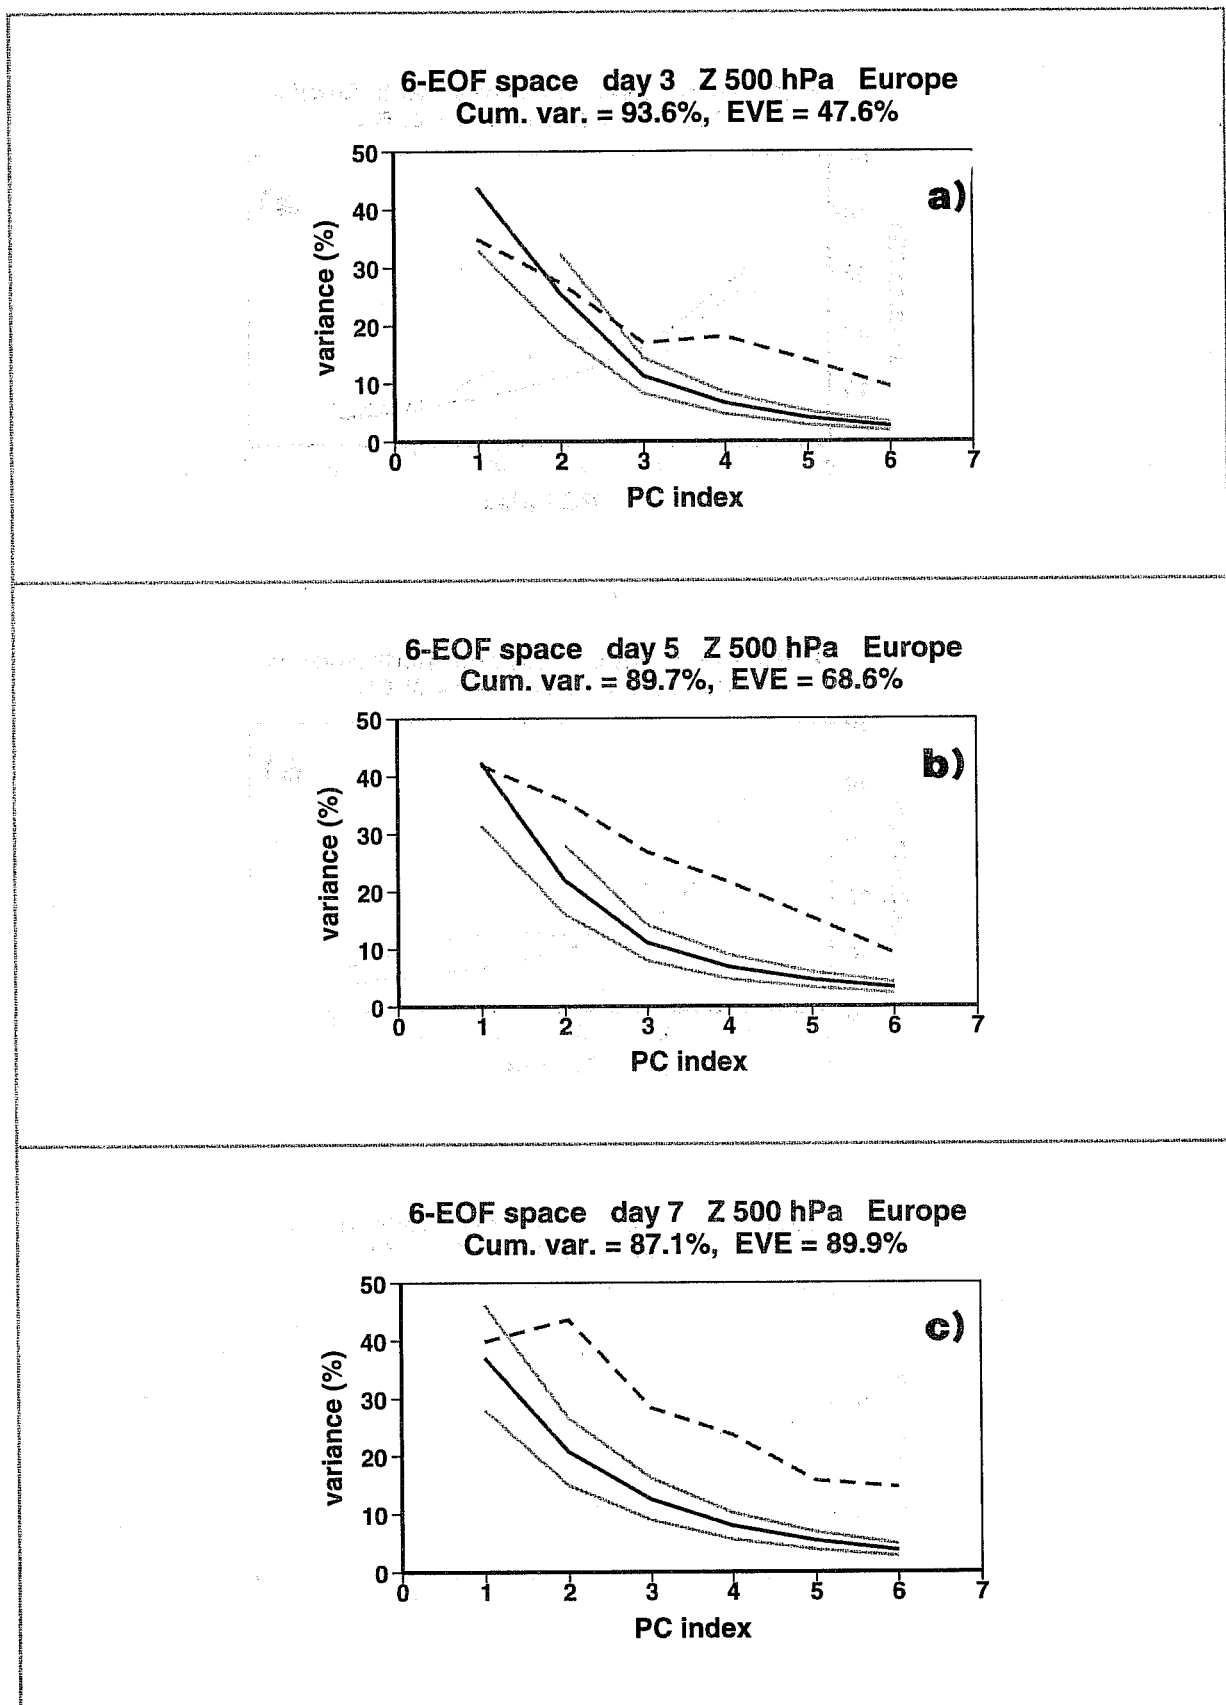 6-EOF space day 3 Z 500 hPa Europe
Cum. var. = 93.6%, EVE = 47.6%
a)
50
40
30
20
10
0
variance (%)
0 1 2 3 4 5 6 7
PC index
6-EOF space day 5 Z 500 hPa Europe
Cum. var. = 89.7%, EVE = 68.6%
b)
50
40
30
20
10
0
variance (%)
0 1 2 3 4 5 6 7
PC index
6-EOF space day 7 Z 500 hPa Europe
Cum. var. = 87.1%, EVE = 89.9%
c)
50
40
30
20
10
0
variance (%)
0 1 2 3 4 5 6 7
PC index